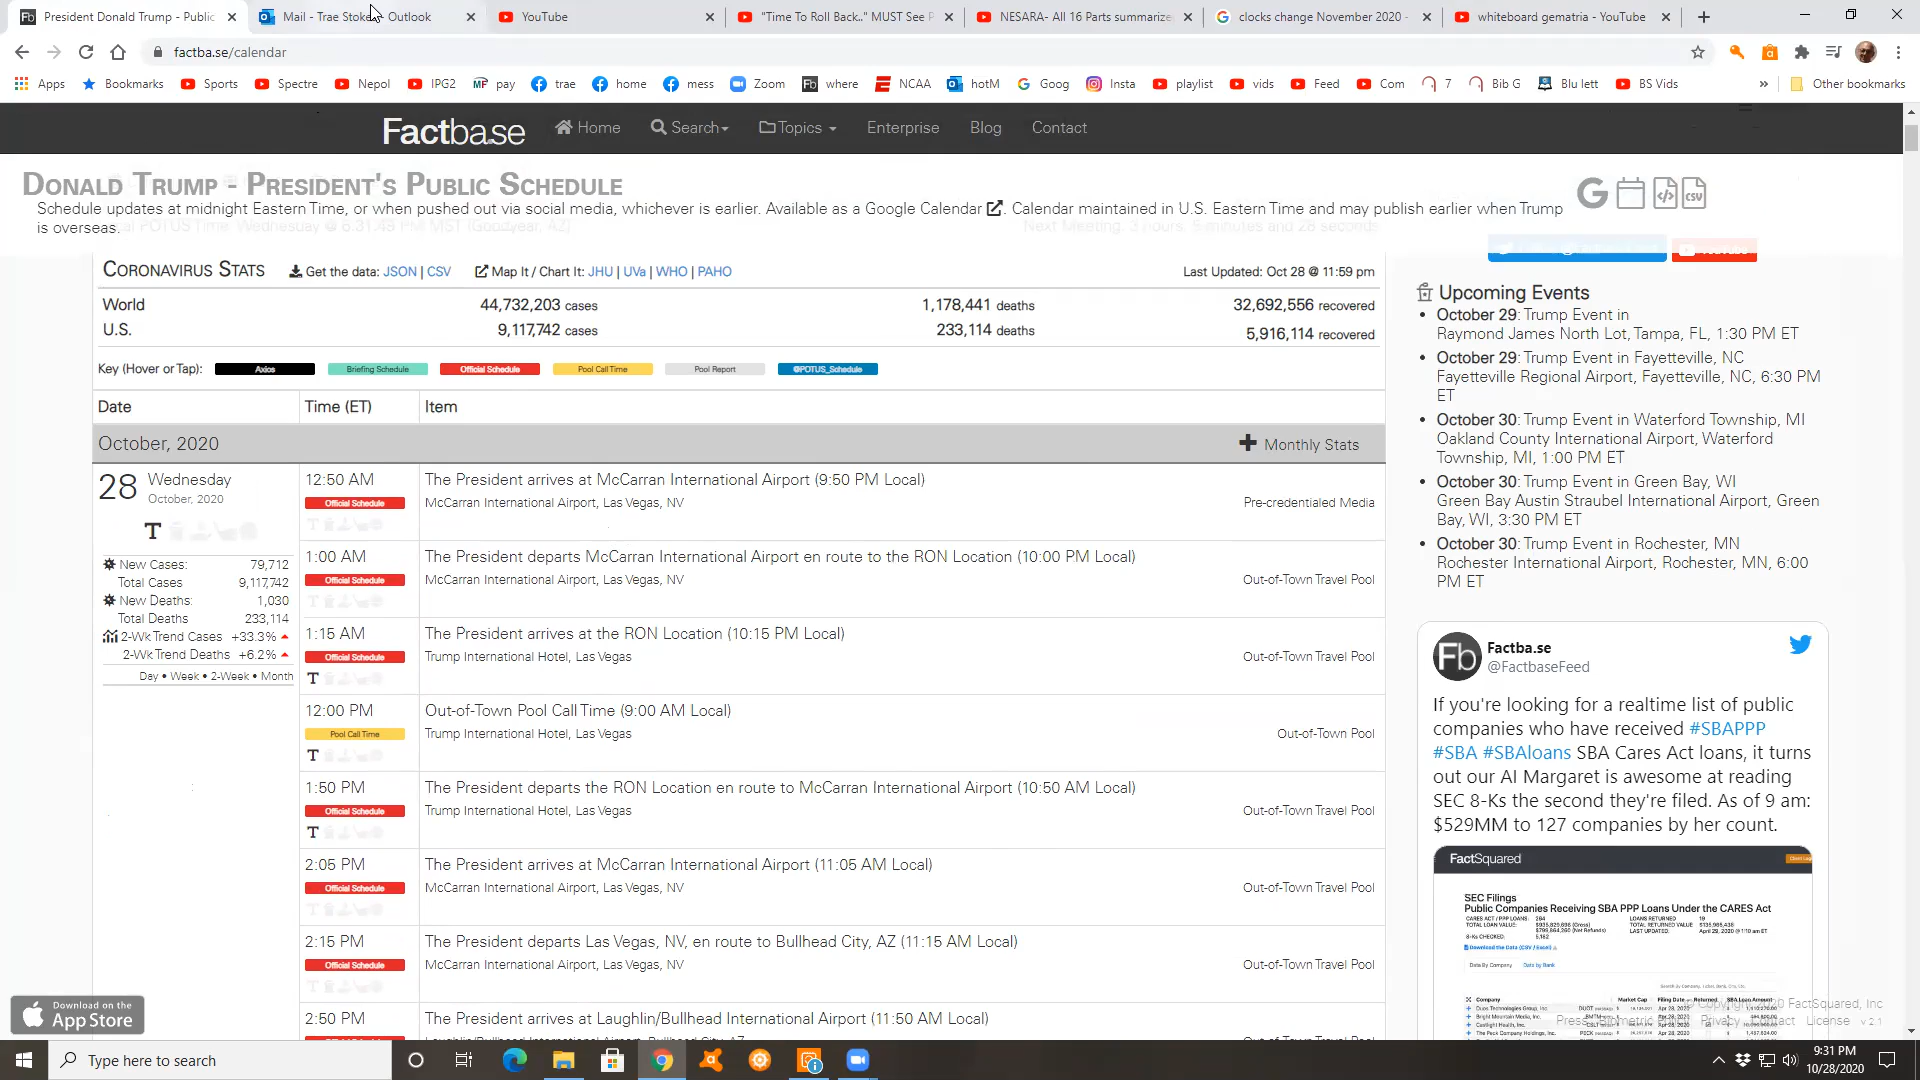 President Donald Trump - Public
Mail - Trae Stoke - Outlook
YouTube
"Time To Roll Back.." MUST See P
NESARA- All 16 Parts summarize
clocks change November 2020 -
whiteboard gematria - YouTube
factba.se/calendar
Apps Bookmarks Sports Spectre Nepol IPG2 pay trae home mess Zoom where NCAA hotM Goog Insta playlist vids Feed Com 7 Bib G Blu lett BS Vids » Other bookmarks
Factba.se Home Search Topics Enterprise Blog Contact
DONALD TRUMP - PRESIDENT'S PUBLIC SCHEDULE
Schedule updates at midnight Eastern Time, or when pushed out via social media, whichever is earlier. Available as a Google Calendar . Calendar maintained in U.S. Eastern Time and may publish earlier when Trump
is overseas.
CORONAVIRUS STATS Get the data: JSON | CSV Map It / Chart It: JHU | UVa | WHO | PAHO Last Updated: Oct 28 @ 11:59 pm
World 44,732,203 cases 1,178,441 deaths 32,692,556 recovered
U.S. 9,117,742 cases 233,114 deaths 5,916,114 recovered
Key (Hover or Tap): Axios Briefing Schedule Official Schedule Pool Call Time Pool Report @POTUS_Schedule
Date Time (ET) Item
October, 2020 Monthly Stats
28 Wednesday
October, 2020
T
New Cases: 79,712
Total Cases 9,117,742
New Deaths: 1,030
Total Deaths 233,114
2-Wk Trend Cases +33.3%
2-Wk Trend Deaths +6.2%
Day • Week • 2-Week • Month
12:50 AM The President arrives at McCarran International Airport (9:50 PM Local)
Official Schedule McCarran International Airport, Las Vegas, NV Pre-credentialed Media
1:00 AM The President departs McCarran International Airport en route to the RON Location (10:00 PM Local)
Official Schedule McCarran International Airport, Las Vegas, NV Out-of-Town Travel Pool
1:15 AM The President arrives at the RON Location (10:15 PM Local)
Official Schedule Trump International Hotel, Las Vegas Out-of-Town Travel Pool
T
12:00 PM Out-of-Town Pool Call Time (9:00 AM Local)
Pool Call Time Trump International Hotel, Las Vegas Out-of-Town Pool
T
1:50 PM The President departs the RON Location en route to McCarran International Airport (10:50 AM Local)
Official Schedule Trump International Hotel, Las Vegas Out-of-Town Travel Pool
T
2:05 PM The President arrives at McCarran International Airport (11:05 AM Local)
Official Schedule McCarran International Airport, Las Vegas, NV Out-of-Town Travel Pool
2:15 PM The President departs Las Vegas, NV, en route to Bullhead City, AZ (11:15 AM Local)
Official Schedule McCarran International Airport, Las Vegas, NV Out-of-Town Travel Pool
2:50 PM The President arrives at Laughlin/Bullhead International Airport (11:50 AM Local)
Upcoming Events
• October 29: Trump Event in
Raymond James North Lot, Tampa, FL, 1:30 PM ET
• October 29: Trump Event in Fayetteville, NC
Fayetteville Regional Airport, Fayetteville, NC, 6:30 PM
ET
• October 30: Trump Event in Waterford Township, MI
Oakland County International Airport, Waterford
Township, MI, 1:00 PM ET
• October 30: Trump Event in Green Bay, WI
Green Bay Austin Straubel International Airport, Green
Bay, WI, 3:30 PM ET
• October 30: Trump Event in Rochester, MN
Rochester International Airport, Rochester, MN, 6:00
PM ET
Fb Factba.se
@FactbaseFeed
If you're looking for a realtime list of public
companies who have received #SBAPPP
#SBA #SBAloans SBA Cares Act loans, it turns
out our AI Margaret is awesome at reading
SEC 8-Ks the second they're filed. As of 9 am:
$529MM to 127 companies by her count.
FactSquared
SEC Filings
Public Companies Receiving SBA PPP Loans Under the CARES Act
Download the Data (CSV / Excel)
Data By Company Data by Bank
Company Market Cap Filing Date Returned SBA Loan Amount
© Copyright 2020 FactSquared, Inc
License v 2.1
Download on the
App Store
Type here to search
9:31 PM
10/28/2020